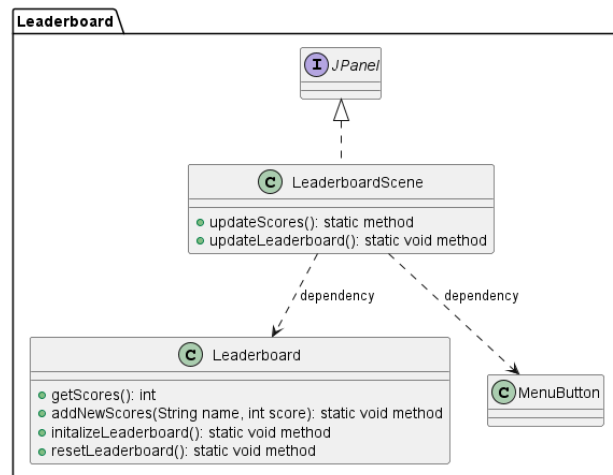 Leaderboard
I JPanel
C LeaderboardScene
updateScores(): static method
updateLeaderboard(): static void method
dependency
dependency
C Leaderboard
getScores(): int
addNewScores(String name, int score): static void method
initalizeLeaderboard(): static void method
resetLeaderboard(): static void method
C MenuButton